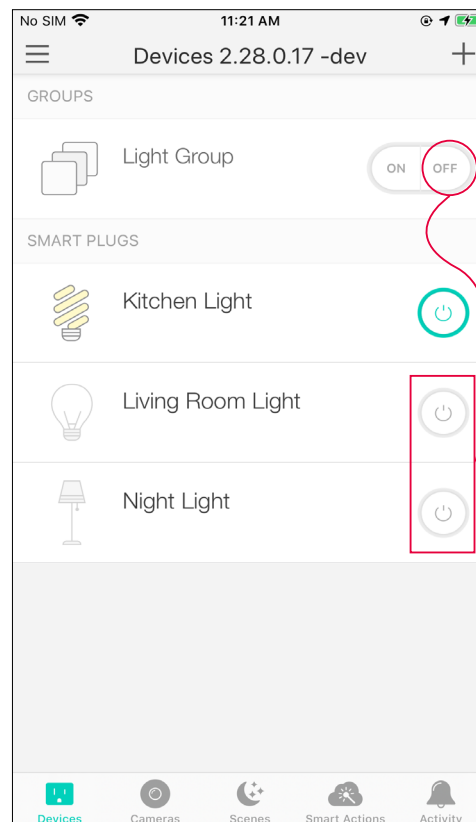 No SIM 11:21 AM
Devices 2.28.0.17 -dev
GROUPS
Light Group
ON OFF
SMART PLUGS
Kitchen Light
Living Room Light
Night Light
Devices Cameras Scenes Smart Actions Activity